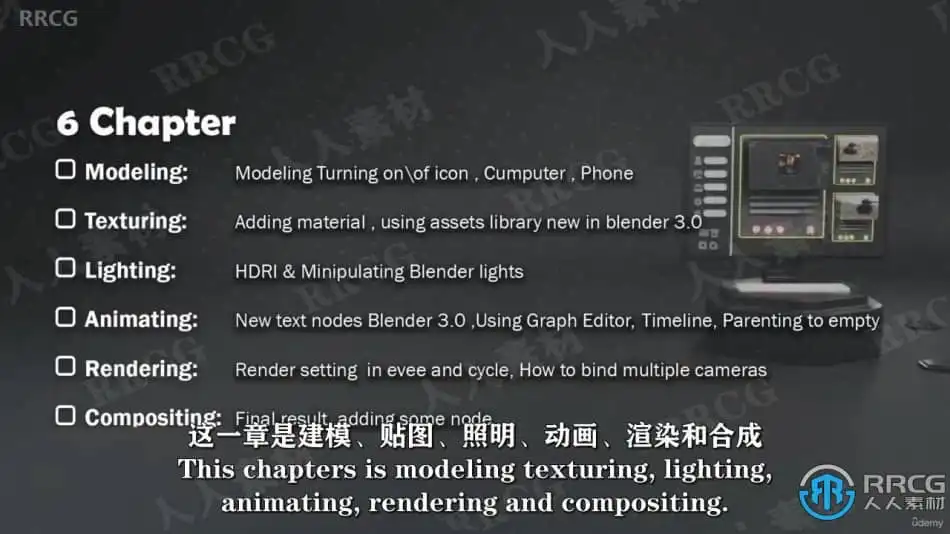 RRCG
6 Chapter
Modeling: Modeling Turning on\of icon , Cumputer , Phone
Texturing: Adding material , using assets library new in blender 3.0
Lighting: HDRI & Minipulating Blender lights
Animating: New text nodes Blender 3.0 ,Using Graph Editor, Timeline, Parenting to empty
Rendering: Render setting in evee and cycle, How to bind multiple cameras
Compositing: Final result, adding some node
这一章是建模、贴图、照明、动画、渲染和合成
This chapters is modeling texturing, lighting,
animating, rendering and compositing.
RRCG
人人素材
ûdemy